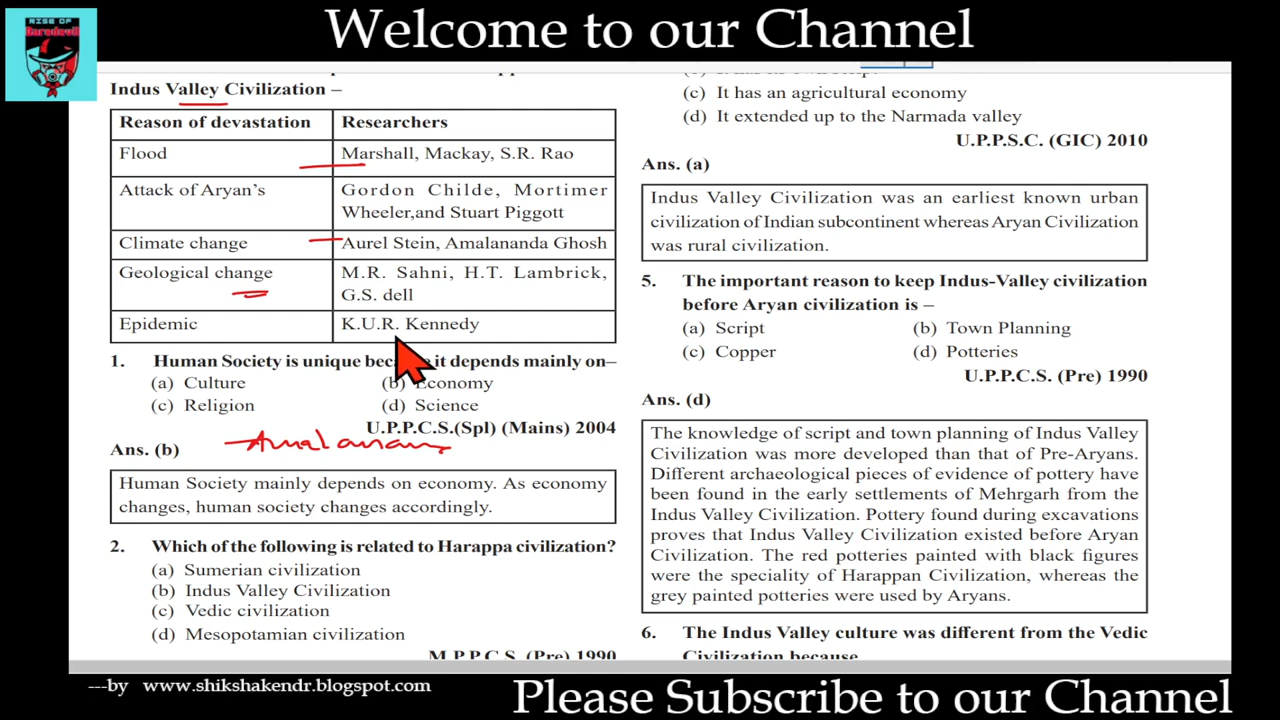 RISE OF
Daredevil
Welcome to our Channel
Indus Valley Civilization –
Reason of devastation Researchers
Flood Marshall, Mackay, S.R. Rao
Attack of Aryan’s Gordon Childe, Mortimer
Wheeler,and Stuart Piggott
Climate change Aurel Stein, Amalananda Ghosh
Geological change M.R. Sahni, H.T. Lambrick,
G.S. dell
Epidemic K.U.R. Kennedy
1. Human Society is unique because it depends mainly on–
(a) Culture (b) Economy
(c) Religion (d) Science
U.P.P.C.S.(Spl) (Mains) 2004
Ans. (b)
Human Society mainly depends on economy. As economy
changes, human society changes accordingly.
2. Which of the following is related to Harappa civilization?
(a) Sumerian civilization
(b) Indus Valley Civilization
(c) Vedic civilization
(d) Mesopotamian civilization
M.P.P.C.S. (Pre) 1990
(c) It has an agricultural economy
(d) It extended up to the Narmada valley
U.P.P.S.C. (GIC) 2010
Ans. (a)
Indus Valley Civilization was an earliest known urban
civilization of Indian subcontinent whereas Aryan Civilization
was rural civilization.
5. The important reason to keep Indus-Valley civilization
before Aryan civilization is –
(a) Script (b) Town Planning
(c) Copper (d) Potteries
U.P.P.C.S. (Pre) 1990
Ans. (d)
The knowledge of script and town planning of Indus Valley
Civilization was more developed than that of Pre-Aryans.
Different archaeological pieces of evidence of pottery have
been found in the early settlements of Mehrgarh from the
Indus Valley Civilization. Pottery found during excavations
proves that Indus Valley Civilization existed before Aryan
Civilization. The red potteries painted with black figures
were the speciality of Harappan Civilization, whereas the
grey painted potteries were used by Aryans.
6. The Indus Valley culture was different from the Vedic
Civilization because
---by www.shikshakendr.blogspot.com
Please Subscribe to our Channel